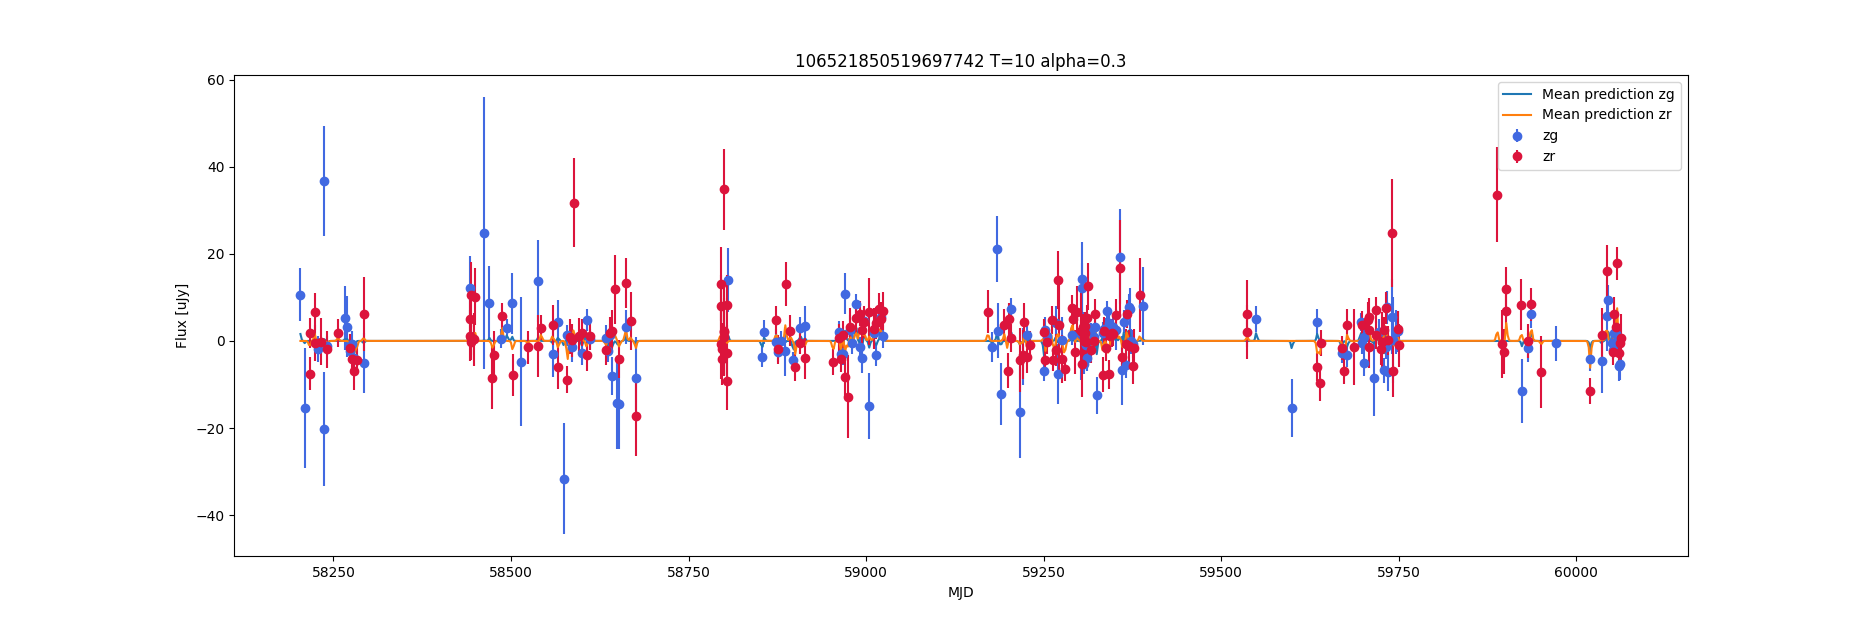 106521850519697742 T=10 alpha=0.3
60
40
20
0
−20
−40
Flux [uJy]
Mean prediction zg
Mean prediction zr
zg
zr
58250 58500 58750 59000 59250 59500 59750 60000
MJD